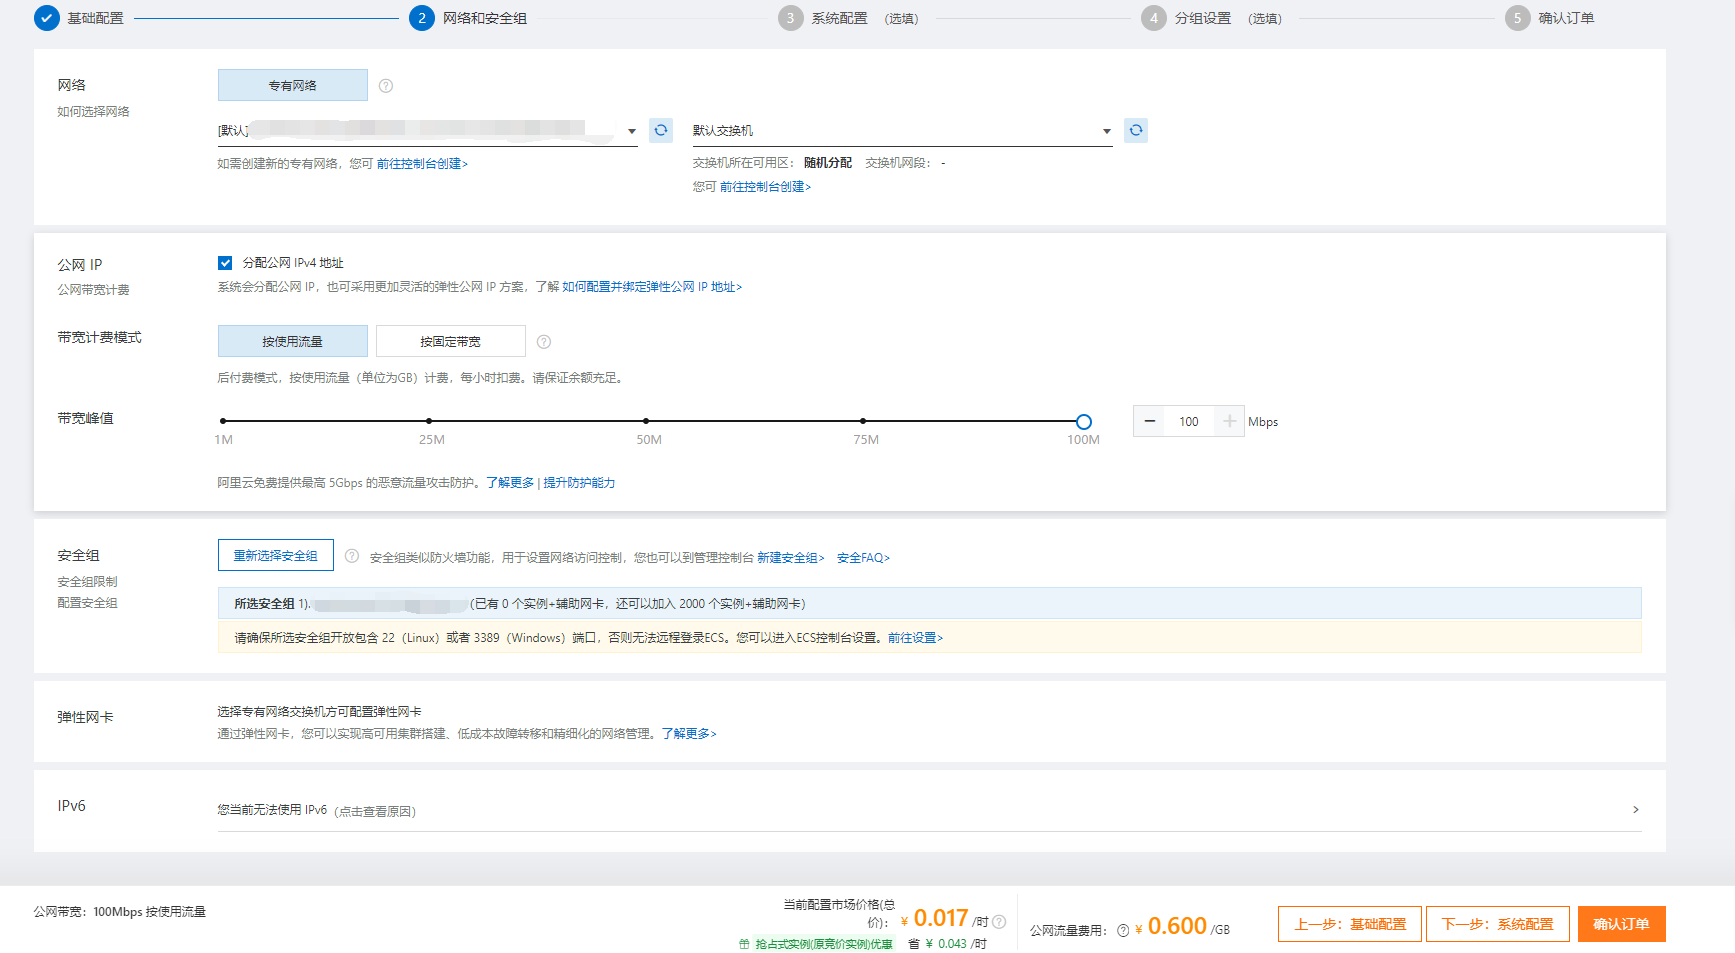 基础配置
2 网络和安全组
3 系统配置 (选填)
4 分组设置 (选填)
5 确认订单
网络
专有网络
如何选择网络
[默认]
默认交换机
如需创建新的专有网络，您可 前往控制台创建>
交换机所在可用区： 随机分配 交换机网段： -
您可 前往控制台创建>
公网 IP
分配公网 IPv4 地址
公网带宽计费
系统会分配公网 IP，也可采用更加灵活的弹性公网 IP 方案，了解 如何配置并绑定弹性公网 IP 地址>
带宽计费模式
按使用流量
按固定带宽
后付费模式，按使用流量（单位为GB）计费，每小时扣费。请保证余额充足。
带宽峰值
1M 25M 50M 75M 100M
100 Mbps
阿里云免费提供最高 5Gbps 的恶意流量攻击防护。了解更多 | 提升防护能力
安全组
重新选择安全组
安全组类似防火墙功能，用于设置网络访问控制，您也可以到管理控制台 新建安全组> 安全FAQ>
安全组限制
配置安全组
所选安全组 1). (已有 0 个实例+辅助网卡，还可以加入 2000 个实例+辅助网卡)
请确保所选安全组开放包含 22（Linux）或者 3389（Windows）端口，否则无法远程登录ECS。您可以进入ECS控制台设置。前往设置>
弹性网卡
选择专有网络交换机方可配置弹性网卡
通过弹性网卡，您可以实现高可用集群搭建、低成本故障转移和精细化的网络管理。了解更多>
IPv6
您当前无法使用 IPv6 (点击查看原因)
公网带宽：100Mbps 按使用流量
当前配置市场价格(总
价)： ¥ 0.017 /时
抢占式实例(原竞价实例)优惠 省 ¥ 0.043 /时
公网流量费用： ¥ 0.600 /GB
上一步：基础配置
下一步：系统配置
确认订单